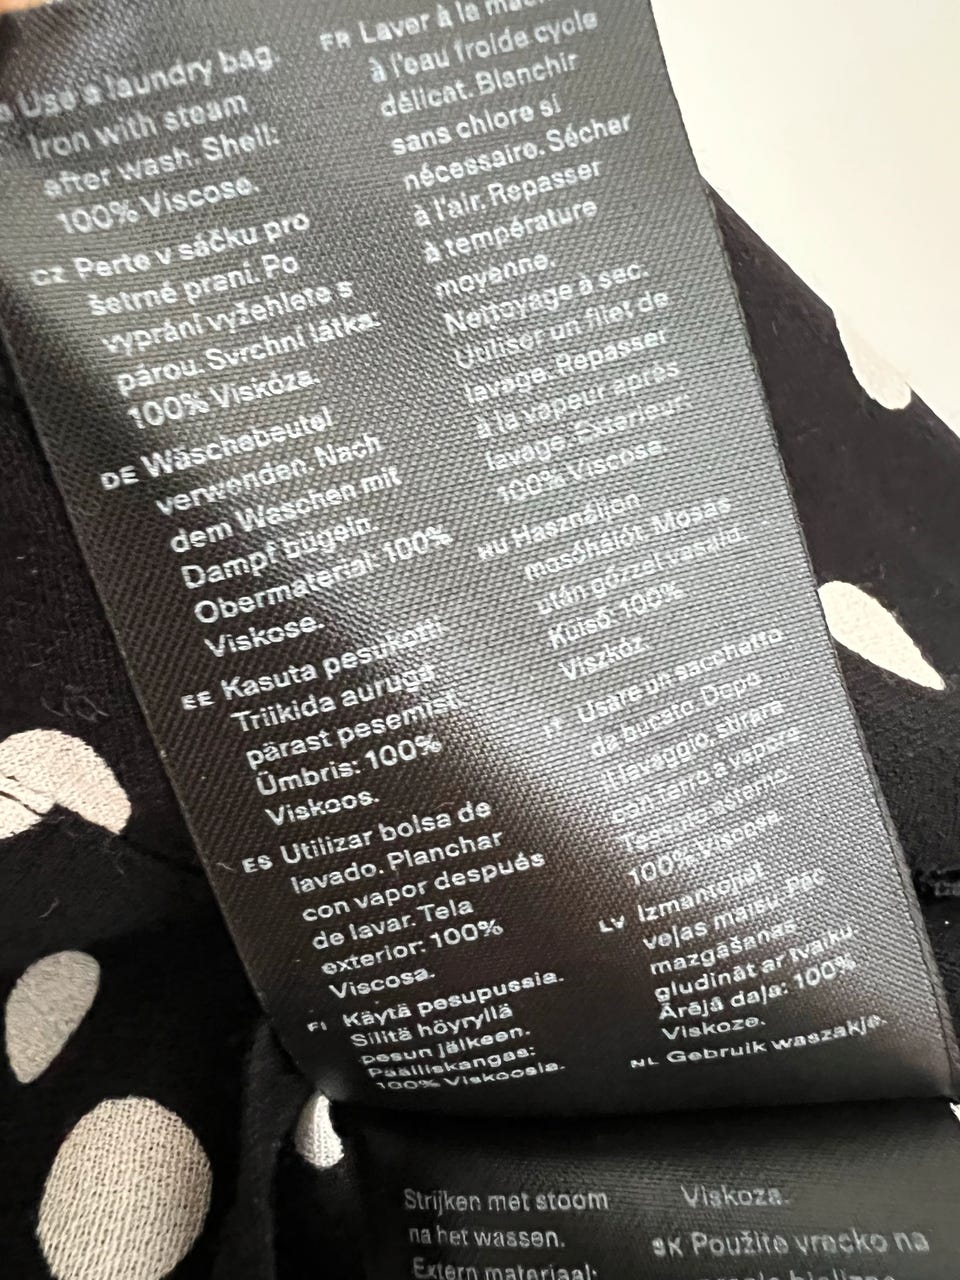 Use a laundry bag.
Iron with steam
after wash. Shell:
100% Viscose.
CZ Perte v sáčku pro
šetrné praní. Po
vyprání vyžehlete s
párou. Svrchní látka:
100% Viskóza.
DE Wäschebeutel
verwenden. Nach
dem Waschen mit
Dampf bügeln.
Obermaterial: 100%
Viskose.
EE Kasuta pesukotti
Triikida auruga
pärast pesemist.
Ümbris: 100%
Viskoos.
ES Utilizar bolsa de
lavado. Planchar
con vapor después
de lavar. Tela
exterior: 100%
Viscosa.
FI Käytä pesupussia.
Silitä höyryllä
pesun jälkeen.
Päälliskangas:
100% Viskoosia.
FR Laver à la
à l'eau froide cycle
délicat. Blanchir
sans chlore si
nécessaire. Sécher
à l'air. Repasser
à température
moyenne.
Nettoyage à sec.
Utiliser un filet de
lavage. Repasser
à la vapeur après
lavage. Extérieur:
100% Viscose.
HU Használjon
mosóhálót. Mosás
után gőzzel vasald.
Külső: 100%
Viszkóz.
IT Usare un sacchetto
da bucato. Dopo
il lavaggio, stirare
con ferro a vapore.
Tessuto esterno:
100% Viscosa.
LV Izmantojiet
veļas maisu. Pēc
mazgāšanas
gludināt ar tvaiku.
Ārējā daļa: 100%
Viskoze.
NL Gebruik waszakje.
Strijken met stoom
na het wassen.
Extern materiaal:
Viskoza.
SK Použite vrecko na